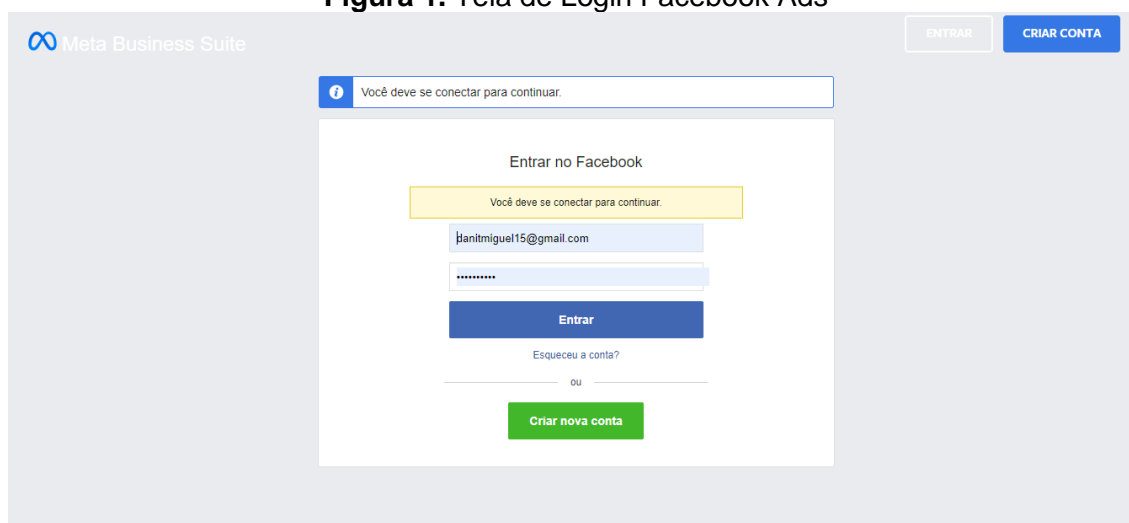 Figura 1. Tela de Login Facebook Ads
Meta Business Suite
ENTRAR
CRIAR CONTA
Você deve se conectar para continuar.
Entrar no Facebook
Você deve se conectar para continuar.
danitmiguel15@gmail.com
••••••••••
Entrar
Esqueceu a conta?
ou
Criar nova conta